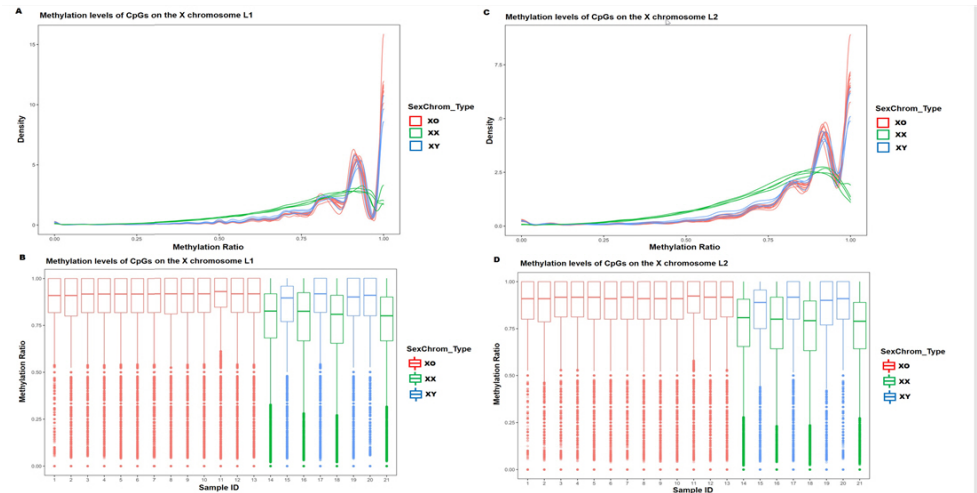 A
Methylation levels of CpGs on the X chromosome L1
15
10
5
0
Density
0.00 0.25 0.50 0.75 1.00
Methylation Ratio
SexChrom_Type
XO
XX
XY
C
Methylation levels of CpGs on the X chromosome L2
7.5
5
2.5
0.0
Density
0.00 0.25 0.50 0.75 1.00
Methylation Ratio
SexChrom_Type
XO
XX
XY
B
Methylation levels of CpGs on the X chromosome L1
1.00
0.75
0.50
0.25
0.00
Methylation Ratio
1 2 3 4 5 6 7 8 9 10 11 12 13 14 15 16 17 18 19 20 21
Sample ID
SexChrom_Type
XO
XX
XY
D
Methylation levels of CpGs on the X chromosome L2
1.00
0.75
0.50
0.25
0.00
Methylation Ratio
1 2 3 4 5 6 7 8 9 10 11 12 13 14 15 16 17 18 19 20 21
Sample ID
SexChrom_Type
XO
XX
XY